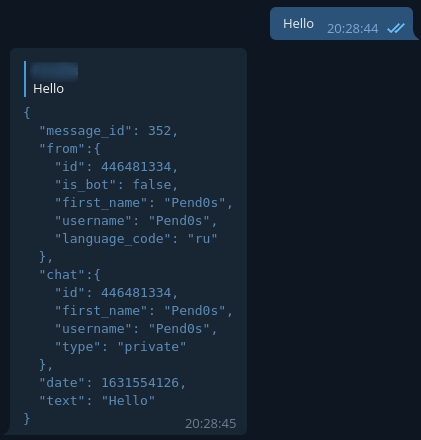 Hello 20:28:44
Hello
{
  "message_id": 352,
  "from":{
    "id": 446481334,
    "is_bot": false,
    "first_name": "Pend0s",
    "username": "Pend0s",
    "language_code": "ru"
  },
  "chat":{
    "id": 446481334,
    "first_name": "Pend0s",
    "username": "Pend0s",
    "type": "private"
  },
  "date": 1631554126,
  "text": "Hello"
}
20:28:45